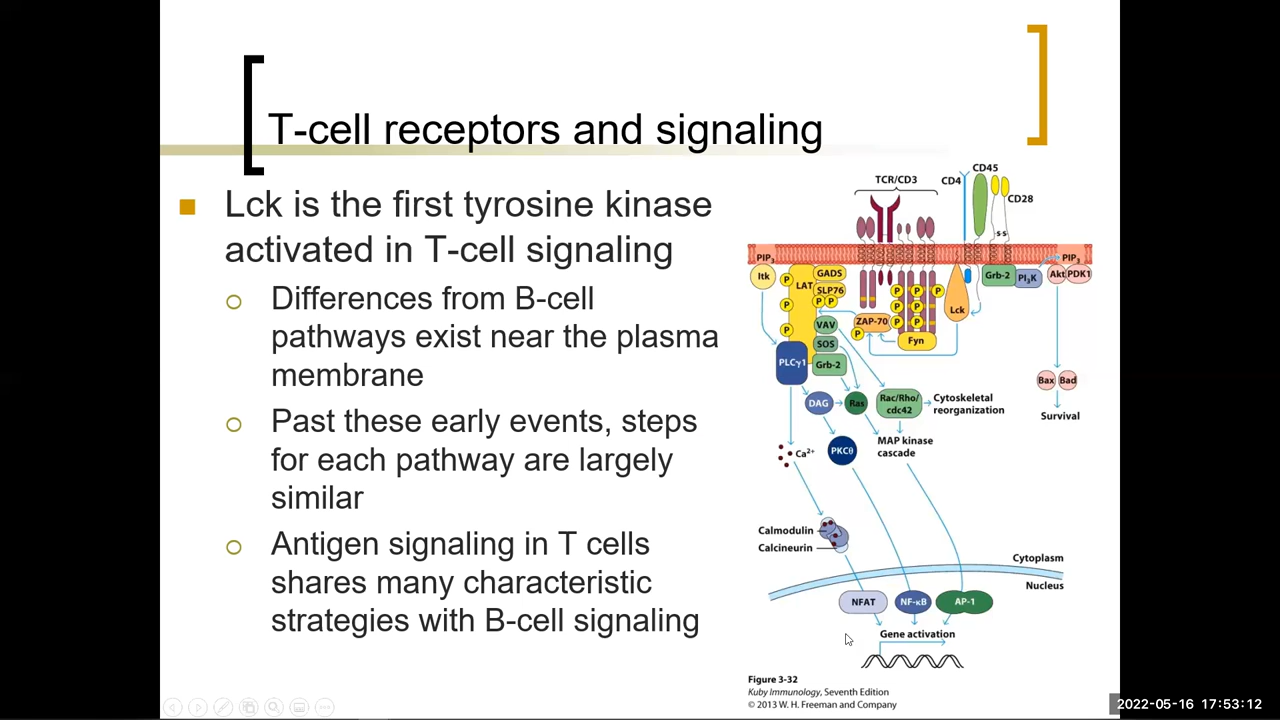 T-cell receptors and signaling
Lck is the first tyrosine kinase
activated in T-cell signaling
Differences from B-cell
pathways exist near the plasma
membrane
Past these early events, steps
for each pathway are largely
similar
Antigen signaling in T cells
shares many characteristic
strategies with B-cell signaling
TCR/CD3
CD4
CD45
CD28
s s
PIP3
PIP3
Itk
LAT
GADS
SLP76
P
P
P
P
P
P
P
P
P
P
P
P
P
P
Grb-2
PI3K
Akt
PDK1
Lck
ZAP-70
Fyn
VAV
SOS
Grb-2
PLCγ1
DAG
Ras
Rac/Rho/
cdc42
Cytoskeletal
reorganization
Bax
Bad
Survival
MAP kinase
cascade
Ca2+
PKCθ
Calmodulin
Calcineurin
Cytoplasm
Nucleus
NFAT
NF-κB
AP-1
Gene activation
Figure 3-32
Kuby Immunology, Seventh Edition
© 2013 W. H. Freeman and Company
2022-05-16 17:53:12